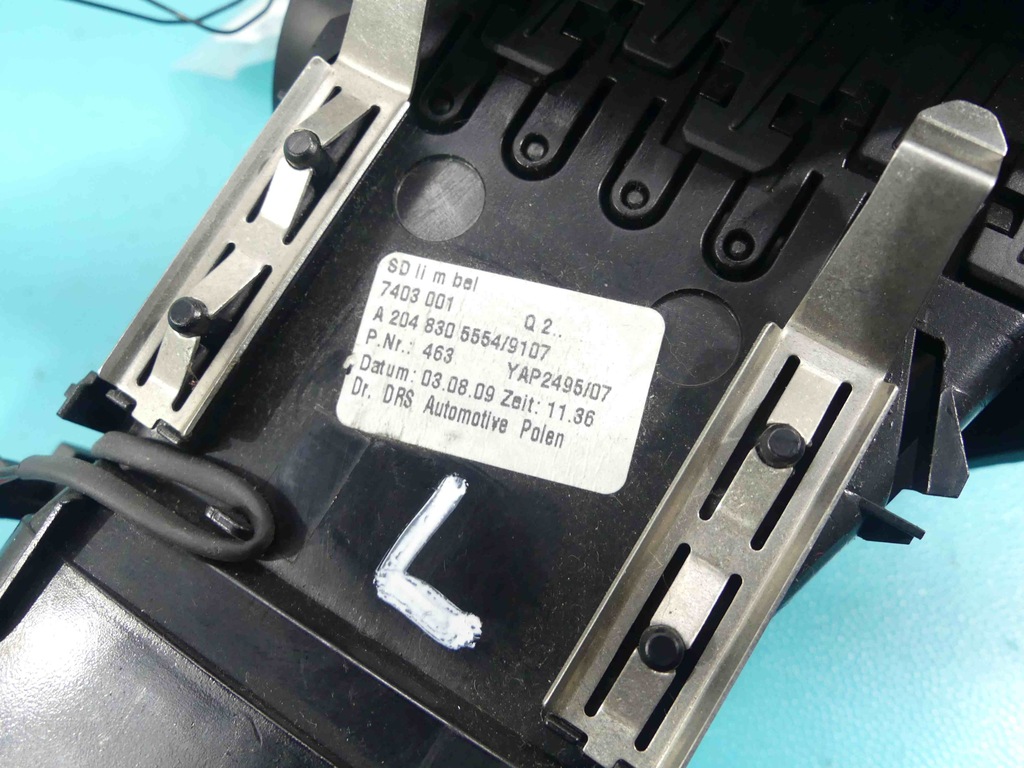 SD li m bel
7403 001 Q 2..
A 204 830 5554/9107
P.Nr.: 463 YAP2495/07
Datum: 03.08.09 Zeit: 11.36
Dr. DRS Automotive Polen
L